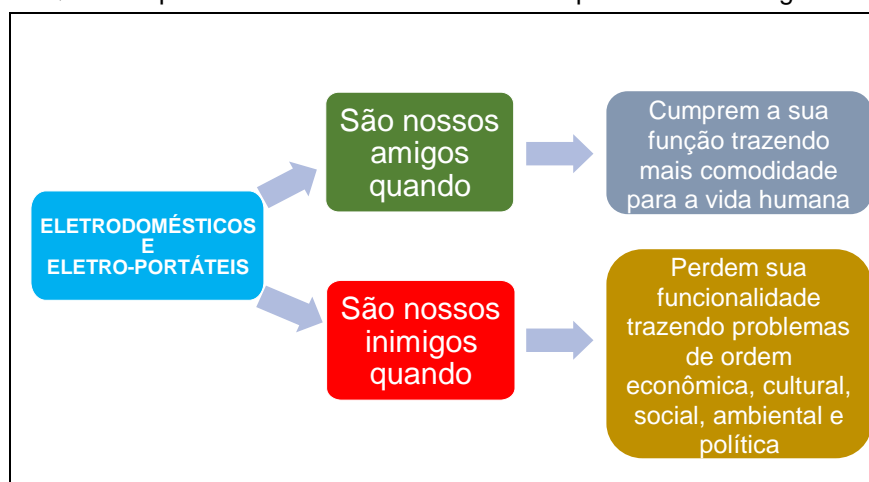 ELETRODOMÉSTICOS
E
ELETRO-PORTÁTEIS
São nossos
amigos
quando
Cumprem a sua
função trazendo
mais comodidade
para a vida humana
São nossos
inimigos
quando
Perdem sua
funcionalidade
trazendo problemas
de ordem
econômica, cultural,
social, ambiental e
política